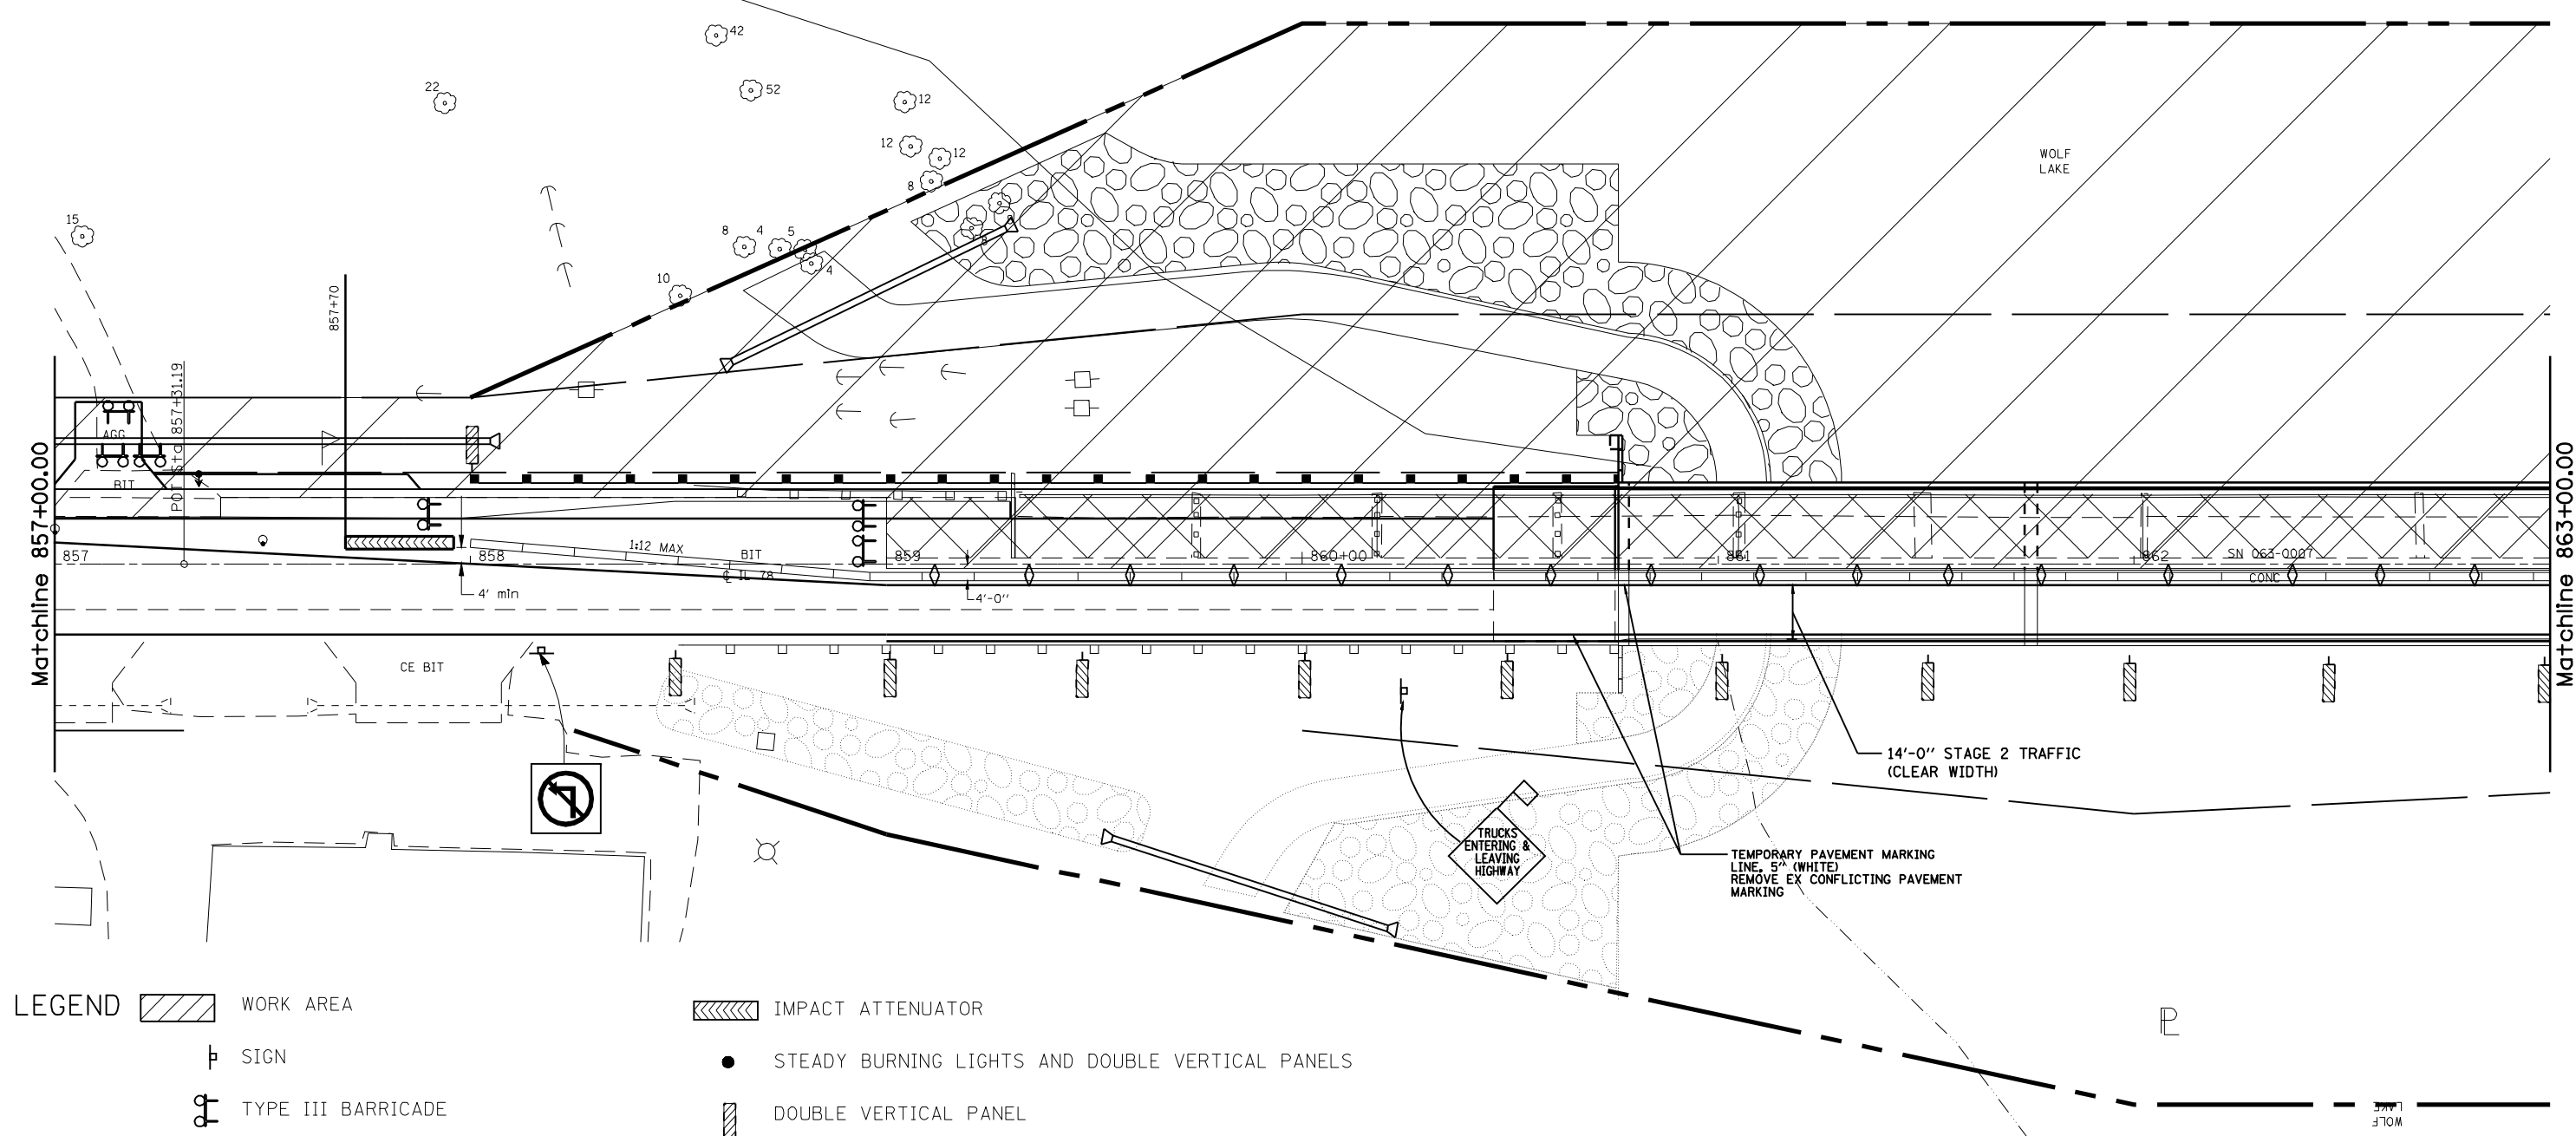 42
22
52
12
12
12
8
15
8
4
5
4
8
8
10
WOLF
LAKE
857+70
POT Sta 857+31.19
AGG
BIT
Matchline 857+00.00
Matchline 863+00.00
857
858
1:12 MAX
BIT
859
860+00
861
862
SN 063-0007
℄ IL 78
CONC
4' min
4'-0"
CE BIT
14'-0" STAGE 2 TRAFFIC
(CLEAR WIDTH)
TRUCKS
ENTERING &
LEAVING
HIGHWAY
TEMPORARY PAVEMENT MARKING
LINE, 5" (WHITE)
REMOVE EX CONFLICTING PAVEMENT
MARKING
PL
WOLF
LAKE
LEGEND
WORK AREA
SIGN
TYPE III BARRICADE
IMPACT ATTENUATOR
STEADY BURNING LIGHTS AND DOUBLE VERTICAL PANELS
DOUBLE VERTICAL PANEL